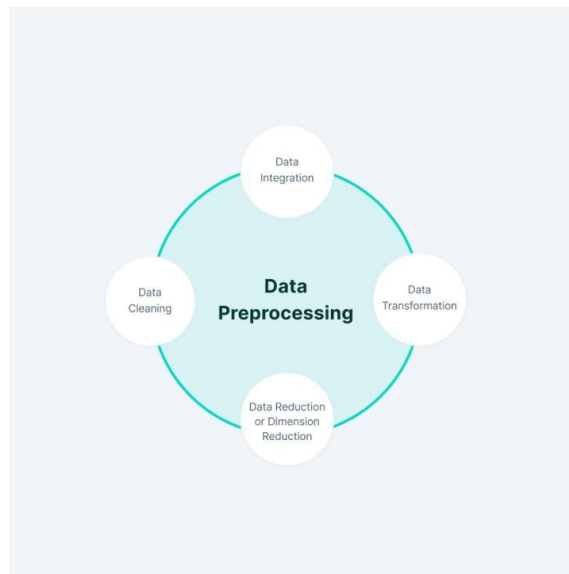 Data
Integration
Data
Cleaning
Data
Preprocessing
Data
Transformation
Data Reduction
or Dimension
Reduction